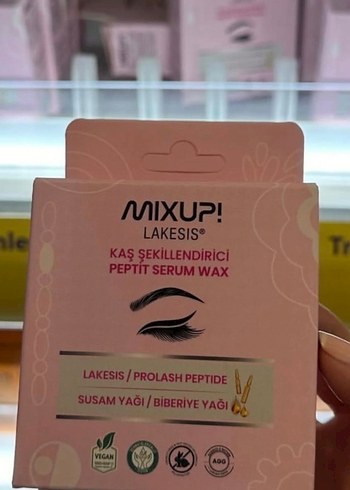 MIXUP!
LAKESIS®
KAŞ ŞEKİLLENDİRİCİ
PEPTİT SERUM WAX
LAKESIS / PROLASH PEPTIDE
SUSAM YAĞI / BİBERİYE YAĞI
VEGAN